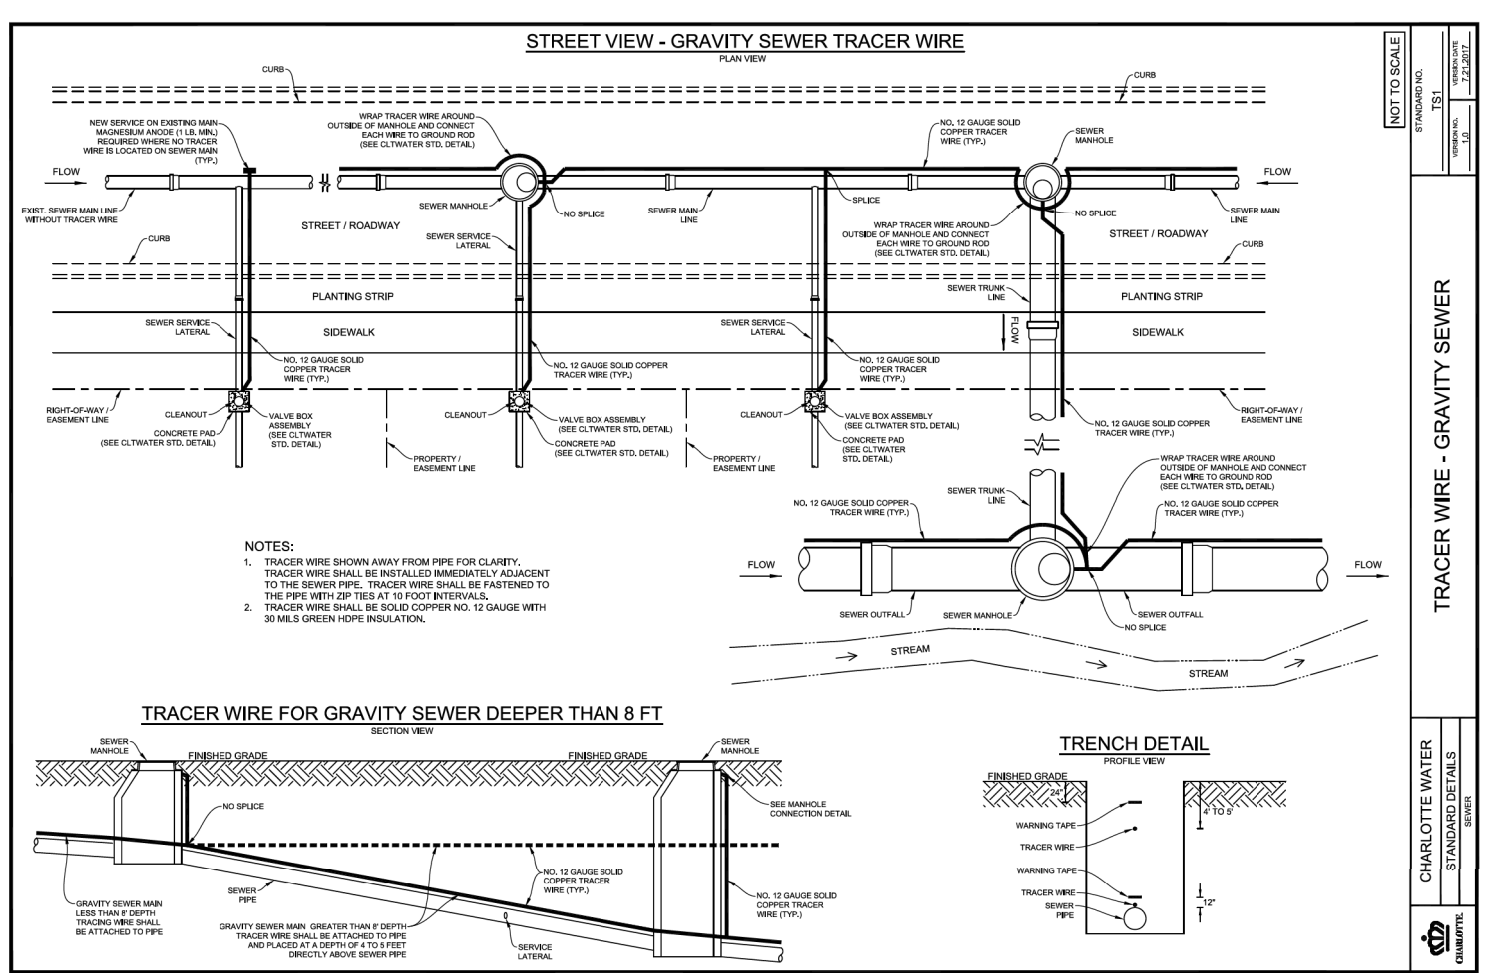 STREET VIEW - GRAVITY SEWER TRACER WIRE
PLAN VIEW
CURB
CURB
NEW SERVICE ON EXISTING MAIN
MAGNESIUM ANODE (1 LB. MIN.)
REQUIRED WHERE NO TRACER
WIRE IS LOCATED ON SEWER MAIN
(TYP.)
WRAP TRACER WIRE AROUND
OUTSIDE OF MANHOLE AND CONNECT
EACH WIRE TO GROUND ROD
(SEE CLTWATER STD. DETAIL)
NO. 12 GAUGE SOLID
COPPER TRACER
WIRE (TYP.)
SEWER
MANHOLE
FLOW
FLOW
EXIST. SEWER MAIN LINE
WITHOUT TRACER WIRE
SEWER MANHOLE
NO SPLICE
SEWER MAIN
LINE
SPLICE
NO SPLICE
SEWER MAIN
LINE
STREET / ROADWAY
WRAP TRACER WIRE AROUND
OUTSIDE OF MANHOLE AND CONNECT
EACH WIRE TO GROUND ROD
(SEE CLTWATER STD. DETAIL)
STREET / ROADWAY
CURB
SEWER SERVICE
LATERAL
CURB
PLANTING STRIP
SEWER TRUNK
LINE
PLANTING STRIP
SEWER SERVICE
LATERAL
SIDEWALK
SEWER SERVICE
LATERAL
FLOW
SIDEWALK
NO. 12 GAUGE SOLID
COPPER TRACER
WIRE (TYP.)
NO. 12 GAUGE SOLID COPPER
TRACER WIRE (TYP.)
NO. 12 GAUGE SOLID
COPPER TRACER
WIRE (TYP.)
RIGHT-OF-WAY /
EASEMENT LINE
CLEANOUT
VALVE BOX
ASSEMBLY
(SEE CLTWATER
STD. DETAIL)
CONCRETE PAD
(SEE CLTWATER STD. DETAIL)
CLEANOUT
VALVE BOX ASSEMBLY
(SEE CLTWATER STD. DETAIL)
CONCRETE PAD
(SEE CLTWATER STD. DETAIL)
CLEANOUT
VALVE BOX ASSEMBLY
(SEE CLTWATER STD. DETAIL)
CONCRETE PAD
(SEE CLTWATER
STD. DETAIL)
RIGHT-OF-WAY /
EASEMENT LINE
NO. 12 GAUGE SOLID COPPER
TRACER WIRE (TYP.)
PROPERTY /
EASEMENT LINE
PROPERTY /
EASEMENT LINE
WRAP TRACER WIRE AROUND
OUTSIDE OF MANHOLE AND CONNECT
EACH WIRE TO GROUND ROD
(SEE CLTWATER STD. DETAIL)
SEWER TRUNK
LINE
NO. 12 GAUGE SOLID COPPER
TRACER WIRE (TYP.)
NO. 12 GAUGE SOLID COPPER
TRACER WIRE (TYP.)
FLOW
FLOW
SEWER OUTFALL
SEWER MANHOLE
SEWER OUTFALL
NO SPLICE
STREAM
STREAM
NOTES:
1. TRACER WIRE SHOWN AWAY FROM PIPE FOR CLARITY.
TRACER WIRE SHALL BE INSTALLED IMMEDIATELY ADJACENT
TO THE SEWER PIPE. TRACER WIRE SHALL BE FASTENED TO
THE PIPE WITH ZIP TIES AT 10 FOOT INTERVALS.
2. TRACER WIRE SHALL BE SOLID COPPER NO. 12 GAUGE WITH
30 MILS GREEN HDPE INSULATION.
TRACER WIRE FOR GRAVITY SEWER DEEPER THAN 8 FT
SECTION VIEW
SEWER
MANHOLE
FINISHED GRADE
FINISHED GRADE
SEWER
MANHOLE
NO SPLICE
SEE MANHOLE
CONNECTION DETAIL
NO. 12 GAUGE SOLID
COPPER TRACER
WIRE (TYP.)
SEWER
PIPE
GRAVITY SEWER MAIN
LESS THAN 8' DEPTH
TRACING WIRE SHALL
BE ATTACHED TO PIPE
NO. 12 GAUGE SOLID
COPPER TRACER
WIRE (TYP.)
GRAVITY SEWER MAIN GREATER THAN 8' DEPTH
TRACER WIRE SHALL BE ATTACHED TO PIPE
AND PLACED AT A DEPTH OF 4 TO 5 FEET
DIRECTLY ABOVE SEWER PIPE
SERVICE
LATERAL
TRENCH DETAIL
PROFILE VIEW
FINISHED GRADE
24"
4' TO 5'
WARNING TAPE
TRACER WIRE
WARNING TAPE
TRACER WIRE
SEWER
PIPE
12"
NOT TO SCALE
STANDARD NO.
TS1
VERSION DATE
7.21.2017
VERSION NO.
1.0
TRACER WIRE - GRAVITY SEWER
CHARLOTTE WATER
STANDARD DETAILS
SEWER
CHARLOTTE.